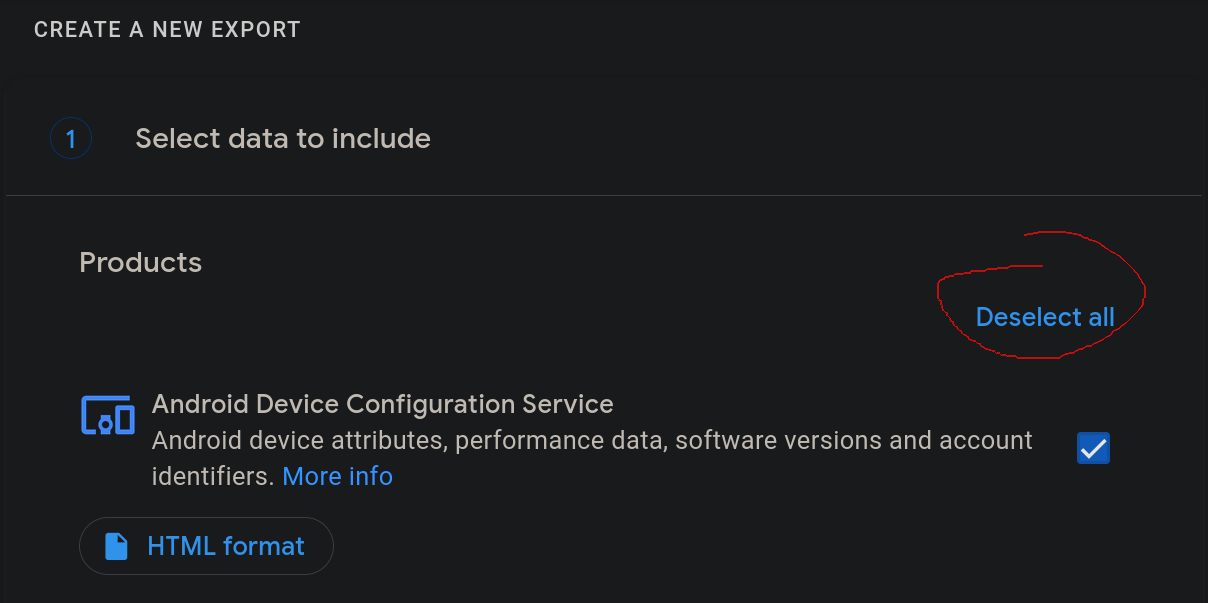 CREATE A NEW EXPORT
1
Select data to include
Products
Deselect all
Android Device Configuration Service
Android device attributes, performance data, software versions and account
identifiers. More info
HTML format